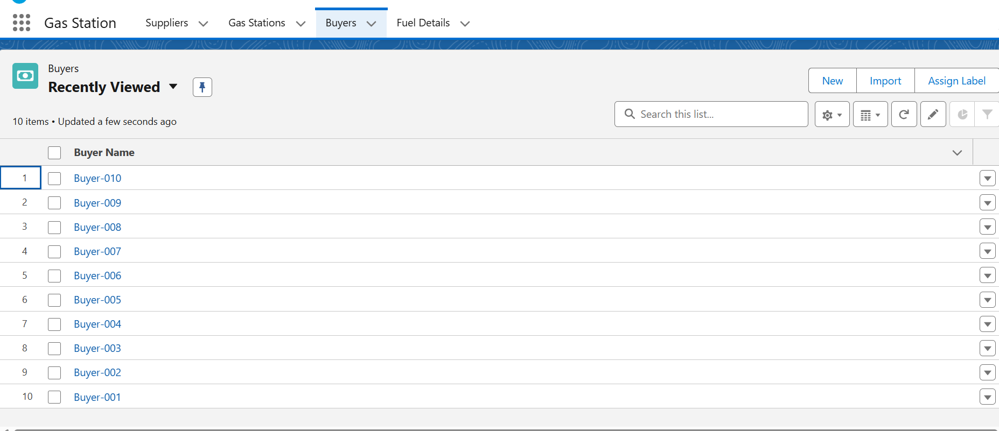 Gas Station Suppliers Gas Stations Buyers Fuel Details
Buyers
Recently Viewed
New Import Assign Label
10 items • Updated a few seconds ago
Search this list...
Buyer Name
1 Buyer-010
2 Buyer-009
3 Buyer-008
4 Buyer-007
5 Buyer-006
6 Buyer-005
7 Buyer-004
8 Buyer-003
9 Buyer-002
10 Buyer-001